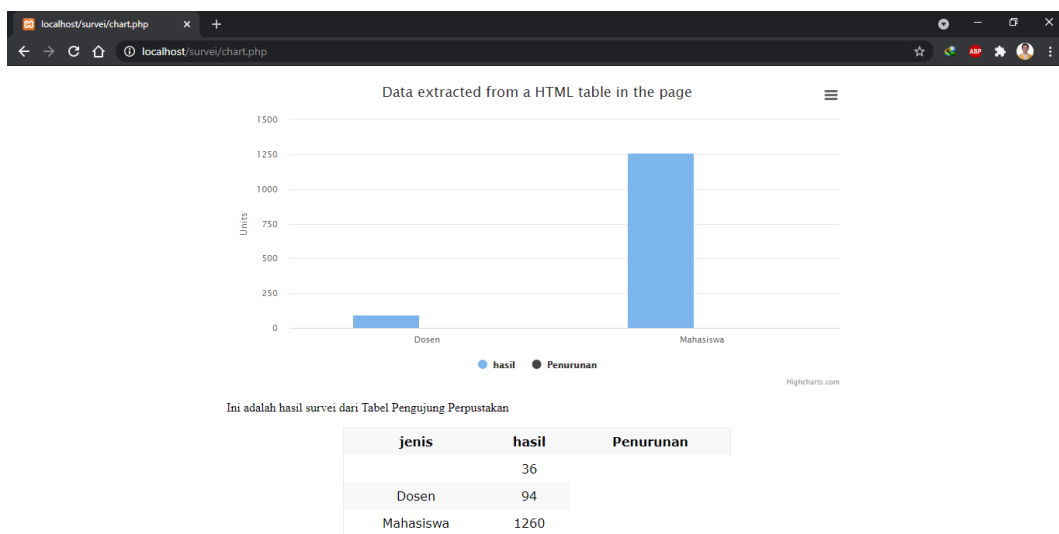 localhost/survei/chart.php
localhost/survei/chart.php
ABP
Data extracted from a HTML table in the page
1500
1250
1000
750
500
250
0
Units
Dosen Mahasiswa
hasil Penurunan
Highcharts.com
Ini adalah hasil survei dari Tabel Pengujung Perpustakan
jenis hasil Penurunan
36
Dosen 94
Mahasiswa 1260